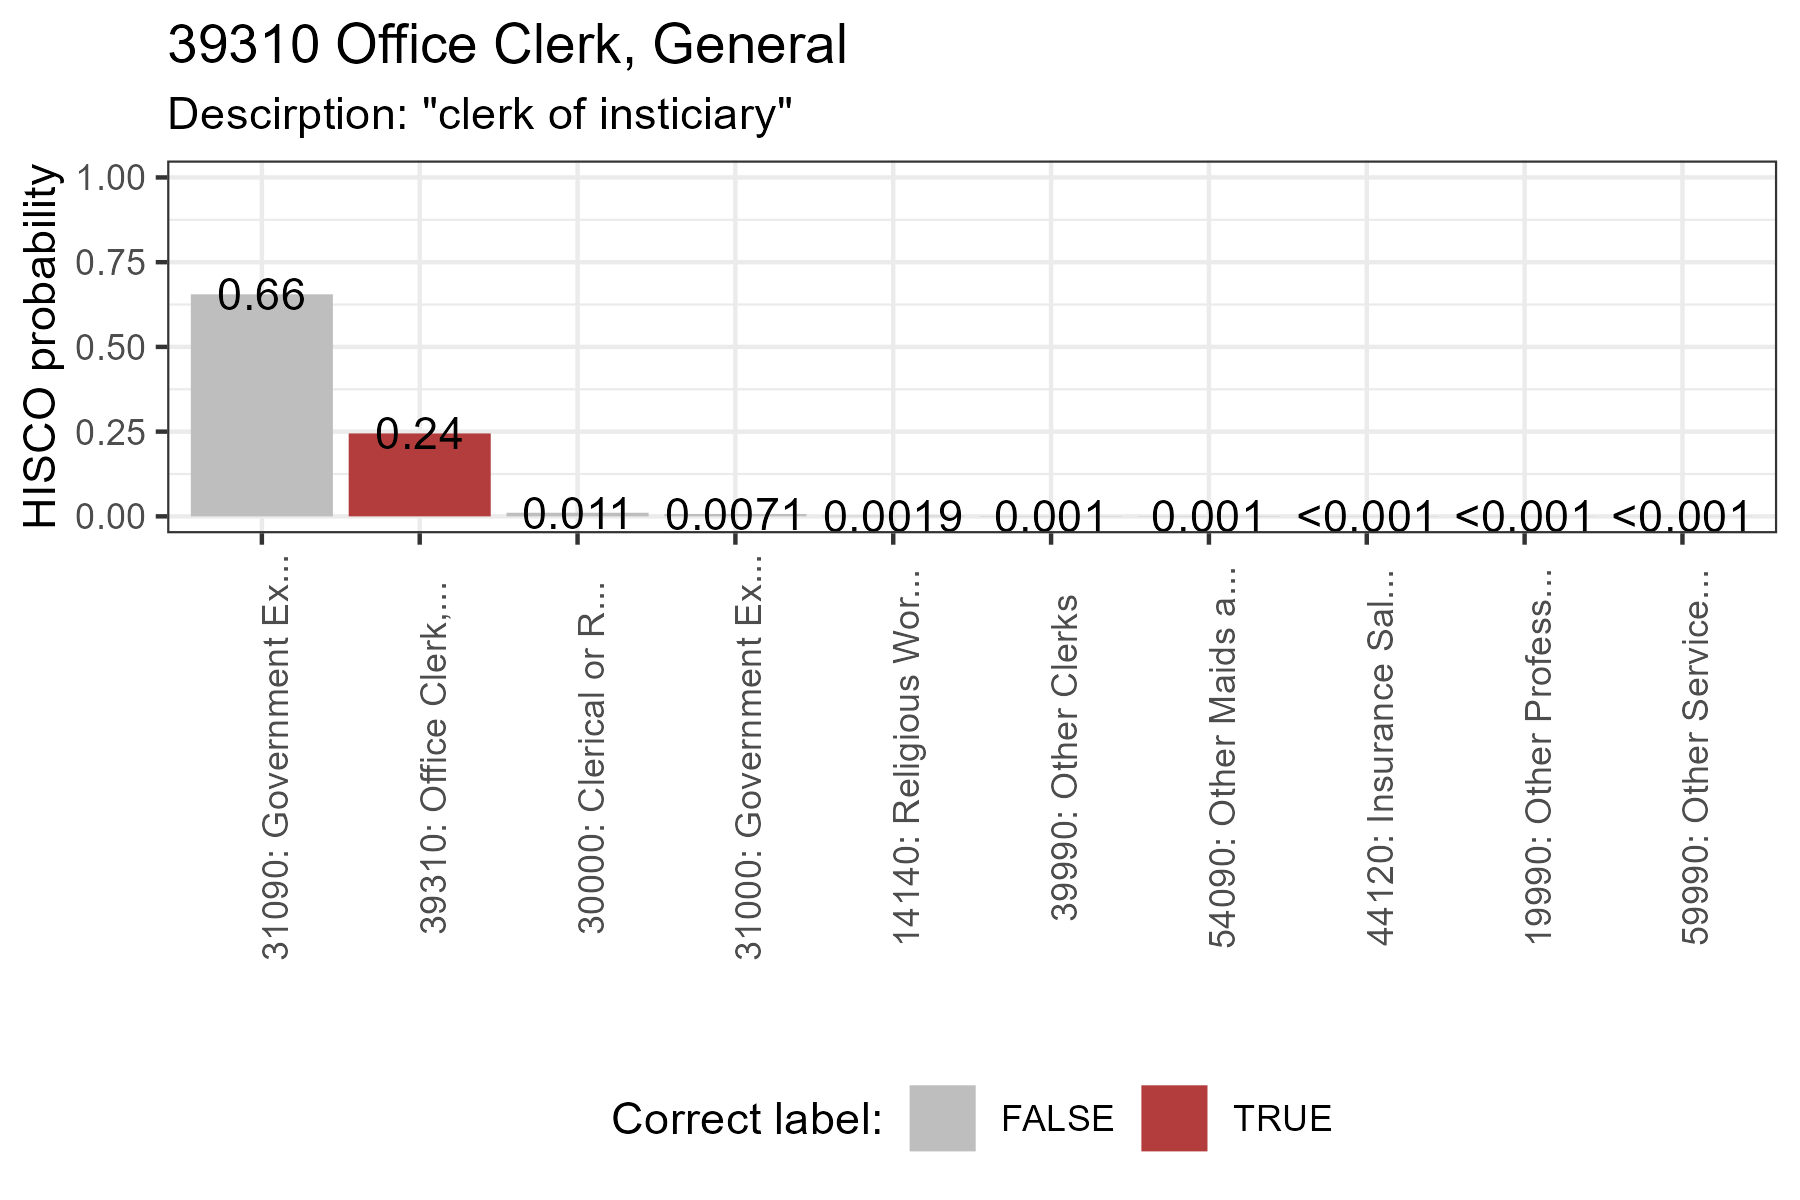 39310 Office Clerk, General
Descirption: "clerk of insticiary"
HISCO probability
1.00
0.75
0.50
0.25
0.00
0.66
0.24
0.011
0.0071
0.0019
0.001
0.001
<0.001
<0.001
<0.001
31090: Government Ex...
39310: Office Clerk,...
30000: Clerical or R...
31000: Government Ex...
14140: Religious Wor...
39990: Other Clerks
54090: Other Maids a...
44120: Insurance Sal...
19990: Other Profess...
59990: Other Service...
Correct label: FALSE TRUE